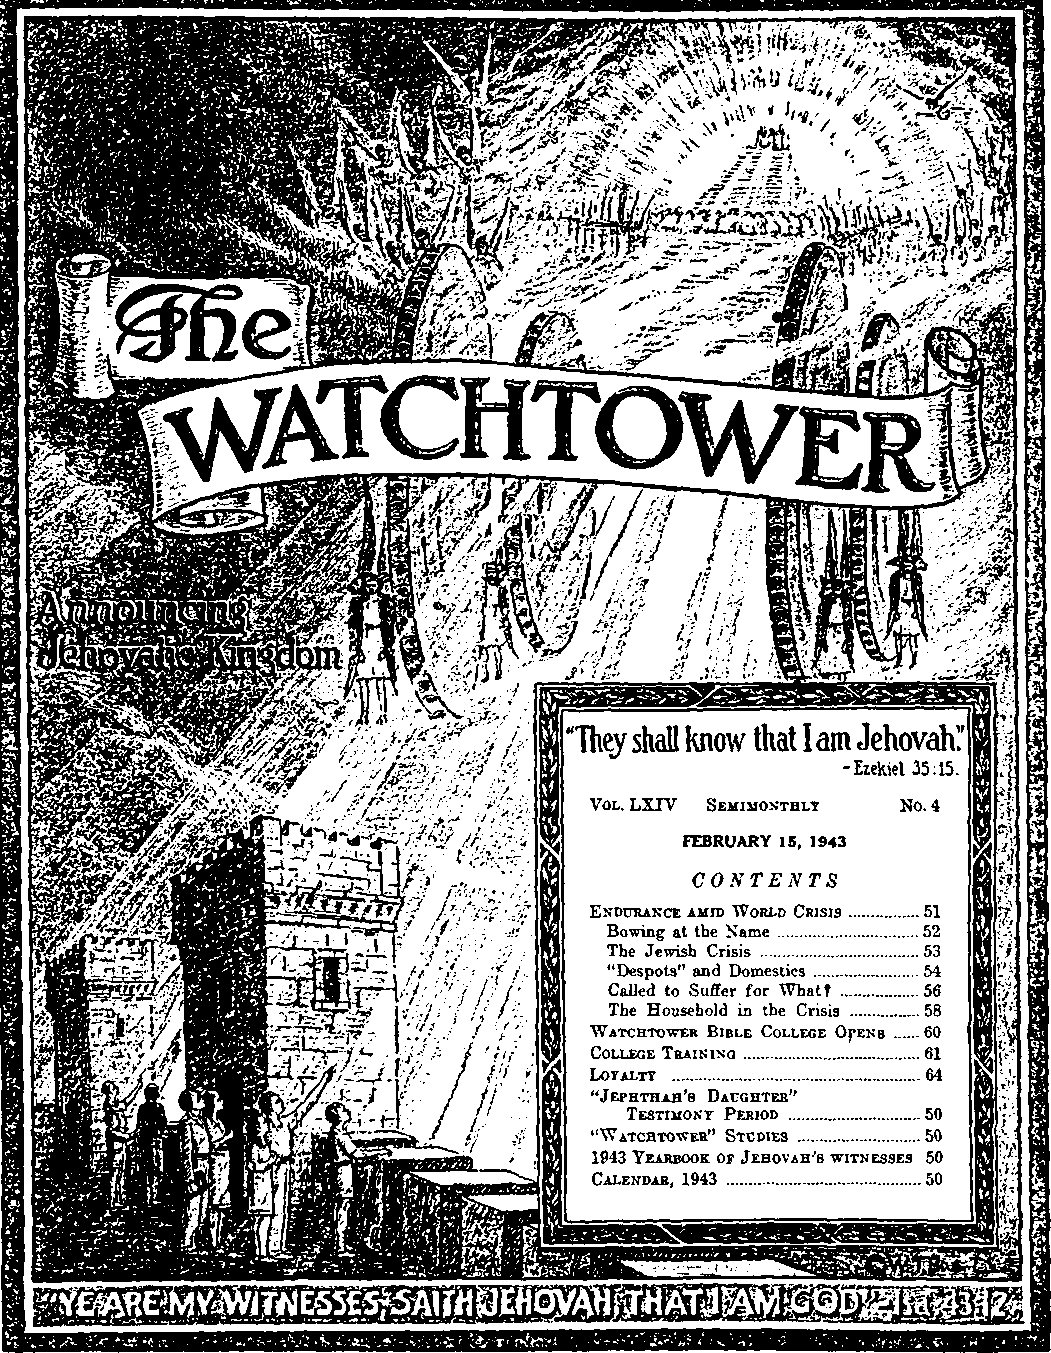 The
WATCHTOWER
Announcing
Jehovah's Kingdom
"They shall know that I am Jehovah."
-Ezekiel 35:15.
VOL. LXIV SEMIMONTHLY NO. 4
FEBRUARY 15, 1943
CONTENTS
ENDURANCE AMID WORLD CRISIS ............... 51
Bowing at the Name .............................. 52
The Jewish Crisis .................................. 53
"Despots" and Domestics ...................... 54
Called to Suffer for What? ................. 56
The Household in the Crisis ............... 58
WATCHTOWER BIBLE COLLEGE OPENS ...... 60
COLLEGE TRAINING ...................................... 61
LOYALTY ..................................................... 64
"JEPHTHAH'S DAUGHTER"
TESTIMONY PERIOD ............................ 50
"WATCHTOWER" STUDIES .......................... 50
1943 YEARBOOK OF JEHOVAH'S WITNESSES 50
CALENDAR, 1943 .......................................... 50
"YE ARE MY WITNESSES, SAITH JEHOVAH, THAT I AM GOD."-Isa. 43:12.